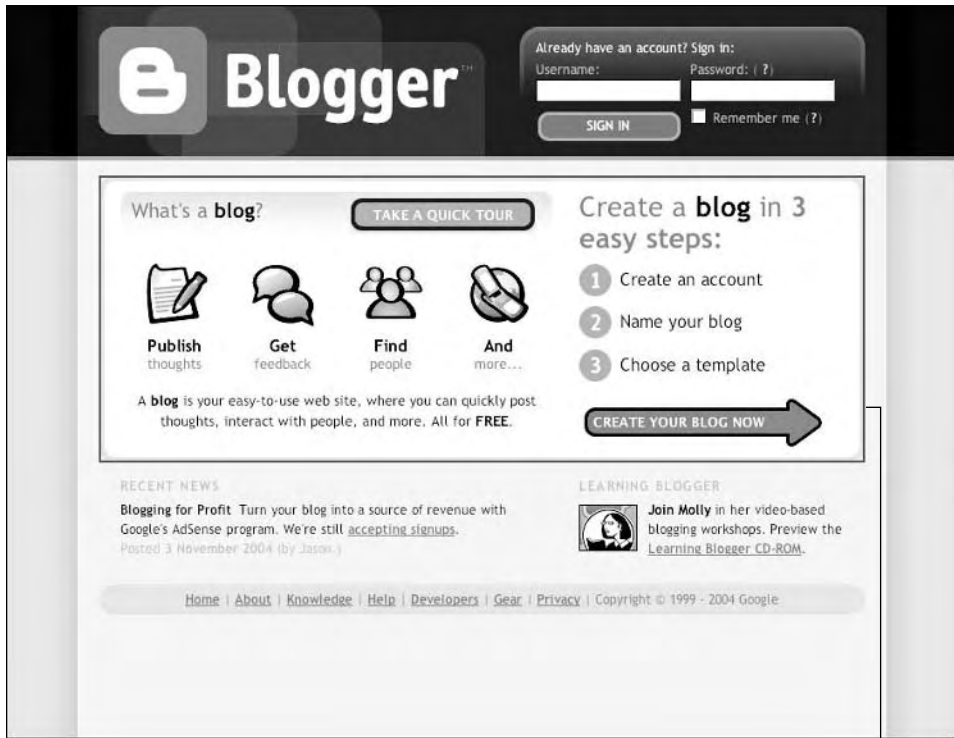 Blogger™
Already have an account? Sign in:
Username:
Password: ( ? )
SIGN IN
Remember me (?)
What's a blog?
TAKE A QUICK TOUR
Publish
thoughts
Get
feedback
Find
people
And
more...
A blog is your easy-to-use web site, where you can quickly post
thoughts, interact with people, and more. All for FREE.
Create a blog in 3
easy steps:
1 Create an account
2 Name your blog
3 Choose a template
CREATE YOUR BLOG NOW
RECENT NEWS
Blogging for Profit Turn your blog into a source of revenue with
Google's AdSense program. We're still accepting signups.
Posted 3 November 2004 (by Jason.)
LEARNING BLOGGER
Join Molly in her video-based
blogging workshops. Preview the
Learning Blogger CD-ROM.
Home | About | Knowledge | Help | Developers | Gear | Privacy | Copyright © 1999 - 2004 Google